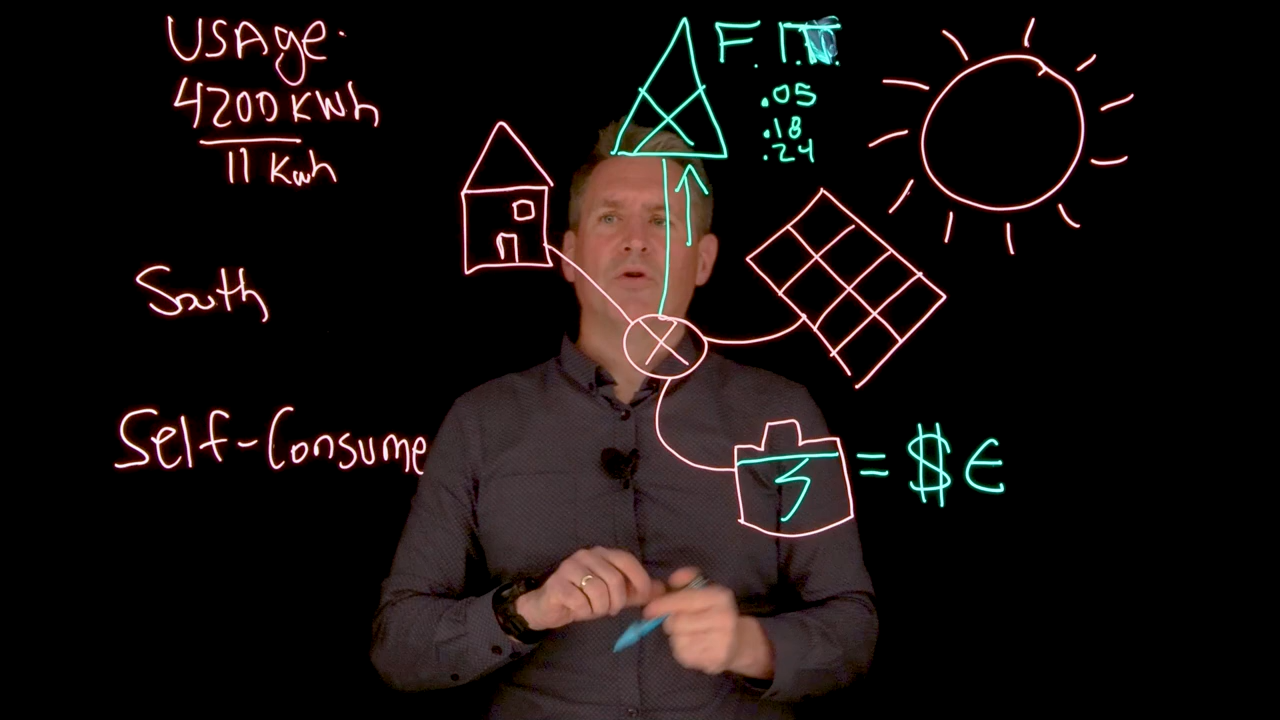 USAge.
4200 KWh
11 Kwh
South
Self-Consume
F.I.
.05
.18
.24
= $ €